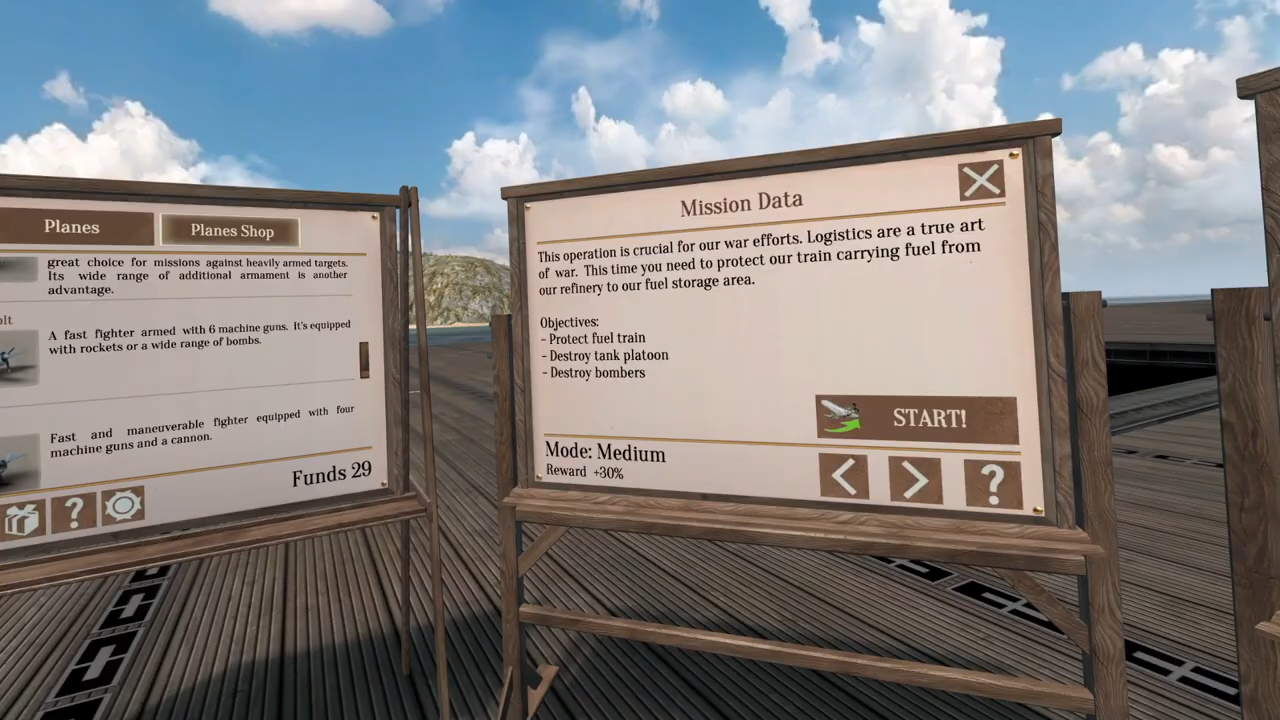 Planes
Planes Shop
great choice for missions against heavily armed targets.
Its wide range of additional armament is another
advantage.
olt
A fast fighter armed with 6 machine guns. It's equipped
with rockets or a wide range of bombs.
Fast and maneuverable fighter equipped with four
machine guns and a cannon.
Funds 29
?
Mission Data
This operation is crucial for our war efforts. Logistics are a true art
of war. This time you need to protect our train carrying fuel from
our refinery to our fuel storage area.
Objectives:
- Protect fuel train
- Destroy tank platoon
- Destroy bombers
START!
Mode: Medium
Reward +30%
< > ?